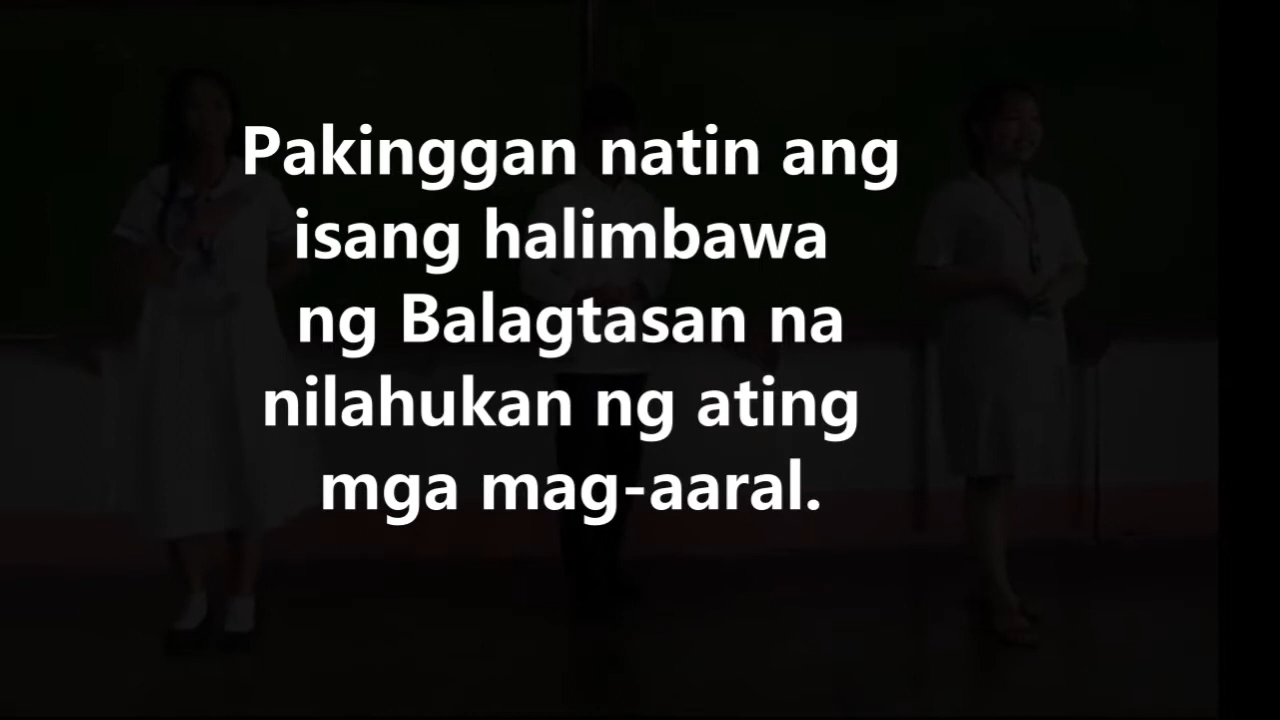 Pakinggan natin ang
isang halimbawa
ng Balagtasan na
nilahukan ng ating
mga mag-aaral.